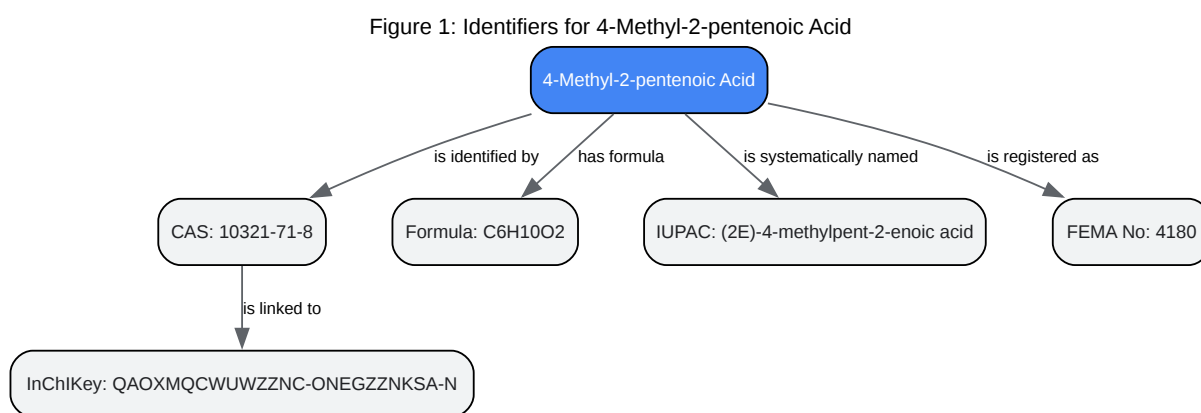 Figure 1: Identifiers for 4-Methyl-2-pentenoic Acid
4-Methyl-2-pentenoic Acid
is identified by
has formula
is systematically named
is registered as
CAS: 10321-71-8
Formula: C6H10O2
IUPAC: (2E)-4-methylpent-2-enoic acid
FEMA No: 4180
is linked to
InChIKey: QAOXMQCWUWZZNC-ONEGZZNKSA-N